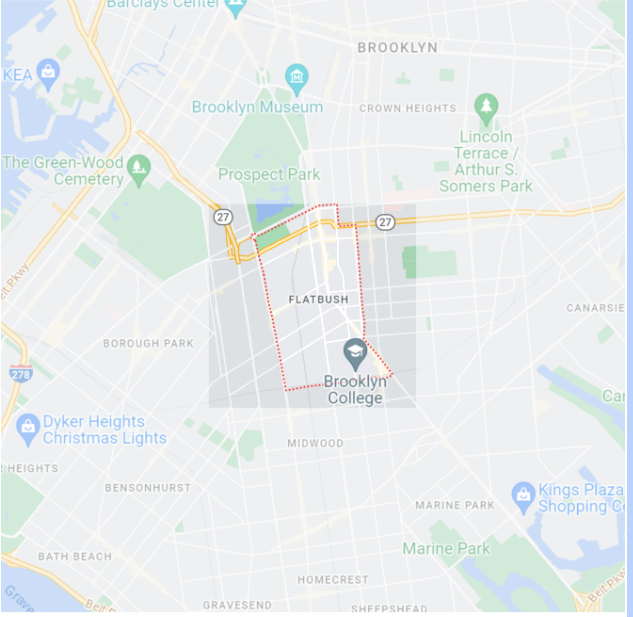 Barclays Center
BROOKLYN
KEA
Brooklyn Museum
CROWN HEIGHTS
Lincoln
Terrace /
Arthur S.
Somers Park
The Green-Wood
Cemetery
Prospect Park
27
27
elt Pkwy
FLATBUSH
CANARSIE
BOROUGH PARK
278
Brooklyn
College
Dyker Heights
Christmas Lights
Car
MIDWOOD
R HEIGHTS
BENSONHURST
Kings Plaza
Shopping Ce
MARINE PARK
Marine Park
BATH BEACH
HOMECREST
Belt Pkwy
Grave
Belt P
GRAVESEND
SHEEPSHEAD